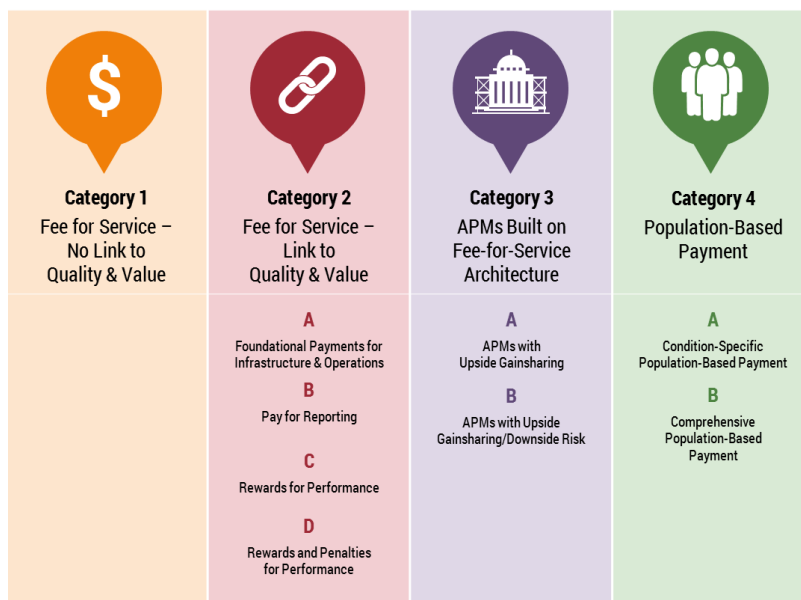 $
Category 1
Fee for Service –
No Link to
Quality & Value
Category 2
Fee for Service –
Link to
Quality & Value
A
Foundational Payments for
Infrastructure & Operations
B
Pay for Reporting
C
Rewards for Performance
D
Rewards and Penalties
for Performance
Category 3
APMs Built on
Fee-for-Service
Architecture
A
APMs with
Upside Gainsharing
B
APMs with Upside
Gainsharing/Downside Risk
Category 4
Population-Based
Payment
A
Condition-Specific
Population-Based Payment
B
Comprehensive
Population-Based
Payment